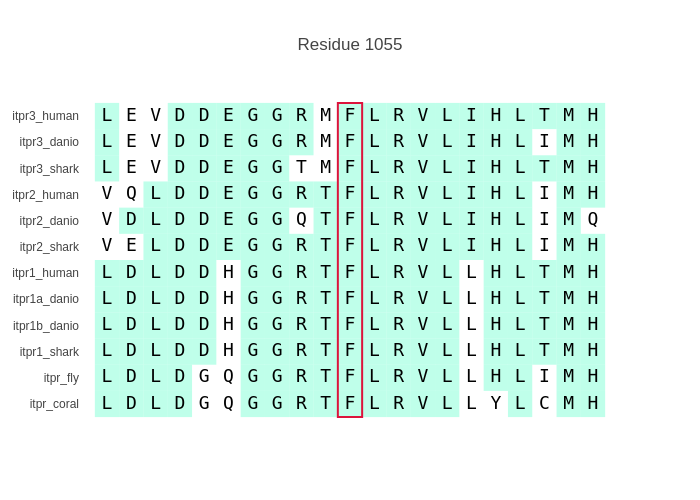 Residue 1055
itpr3_human L E V D D E G G R M F L R V L I H L T M H
itpr3_danio L E V D D E G G R M F L R V L I H L I M H
itpr3_shark L E V D D E G G T M F L R V L I H L T M H
itpr2_human V Q L D D E G G R T F L R V L I H L I M H
itpr2_danio V D L D D E G G Q T F L R V L I H L I M Q
itpr2_shark V E L D D E G G R T F L R V L I H L I M H
itpr1_human L D L D D H G G R T F L R V L L H L T M H
itpr1a_danio L D L D D H G G R T F L R V L L H L T M H
itpr1b_danio L D L D D H G G R T F L R V L L H L T M H
itpr1_shark L D L D D H G G R T F L R V L L H L T M H
itpr_fly L D L D G Q G G R T F L R V L L H L I M H
itpr_coral L D L D G Q G G R T F L R V L L Y L C M H